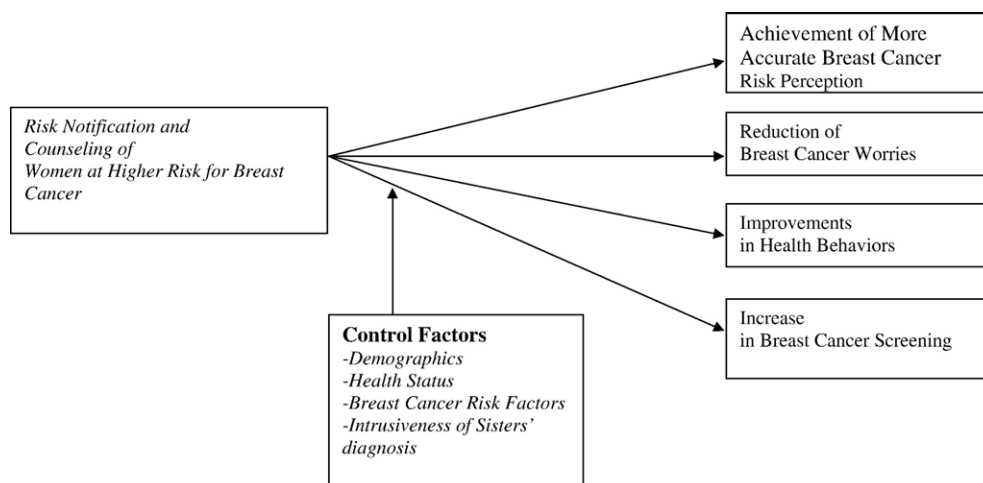 Risk Notification and
Counseling of
Women at Higher Risk for Breast
Cancer
Achievement of More
Accurate Breast Cancer
Risk Perception
Reduction of
Breast Cancer Worries
Improvements
in Health Behaviors
Increase
in Breast Cancer Screening
Control Factors
-Demographics
-Health Status
-Breast Cancer Risk Factors
-Intrusiveness of Sisters’
diagnosis